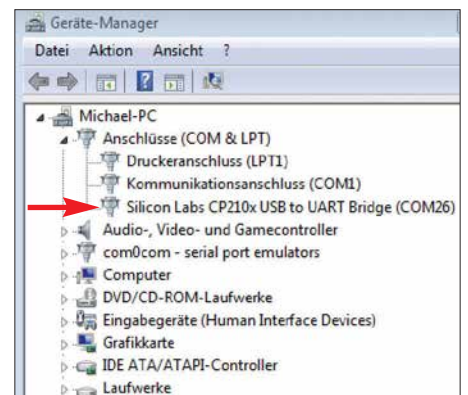 Geräte-Manager
Datei Aktion Ansicht ?
Michael-PC
Anschlüsse (COM & LPT)
Druckeranschluss (LPT1)
Kommunikationsanschluss (COM1)
Silicon Labs CP210x USB to UART Bridge (COM26)
Audio-, Video- und Gamecontroller
com0com - serial port emulators
Computer
DVD/CD-ROM-Laufwerke
Eingabegeräte (Human Interface Devices)
Grafikkarte
IDE ATA/ATAPI-Controller
Laufwerke